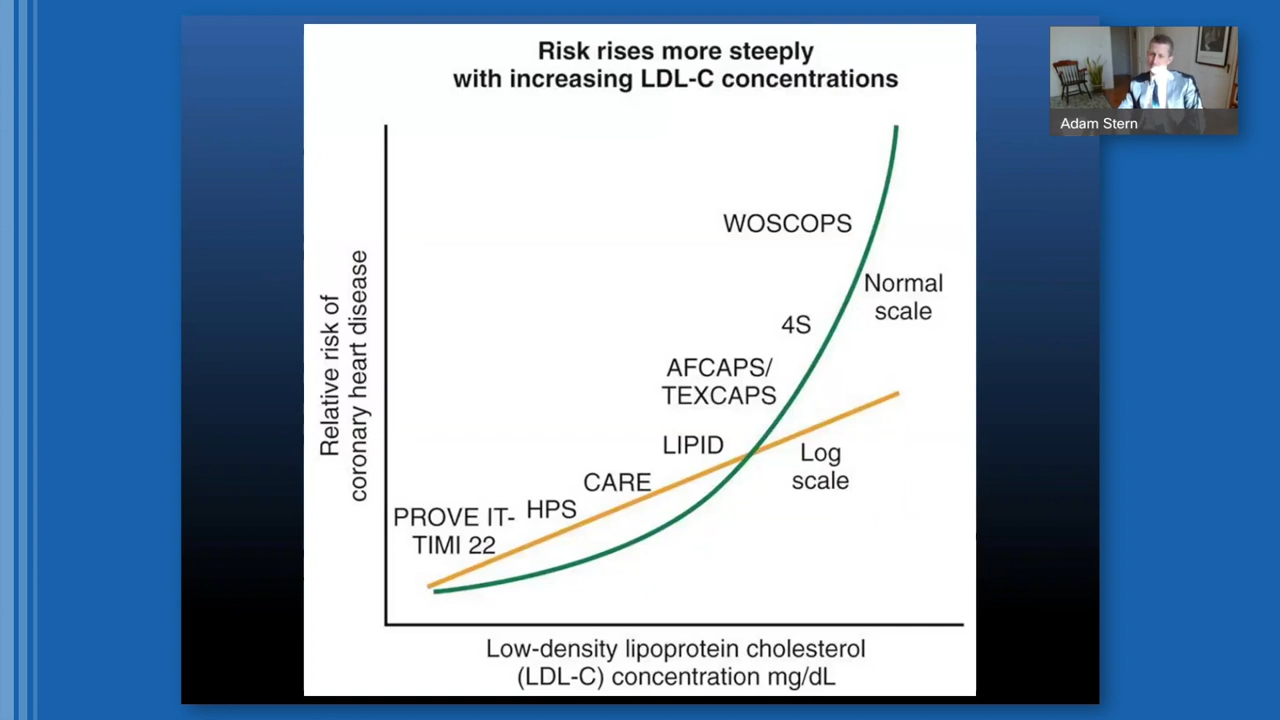 Risk rises more steeply
with increasing LDL-C concentrations
Adam Stern
WOSCOPS
Normal
scale
4S
AFCAPS/
TEXCAPS
LIPID
Log
scale
CARE
HPS
PROVE IT-
TIMI 22
Relative risk of
coronary heart disease
Low-density lipoprotein cholesterol
(LDL-C) concentration mg/dL